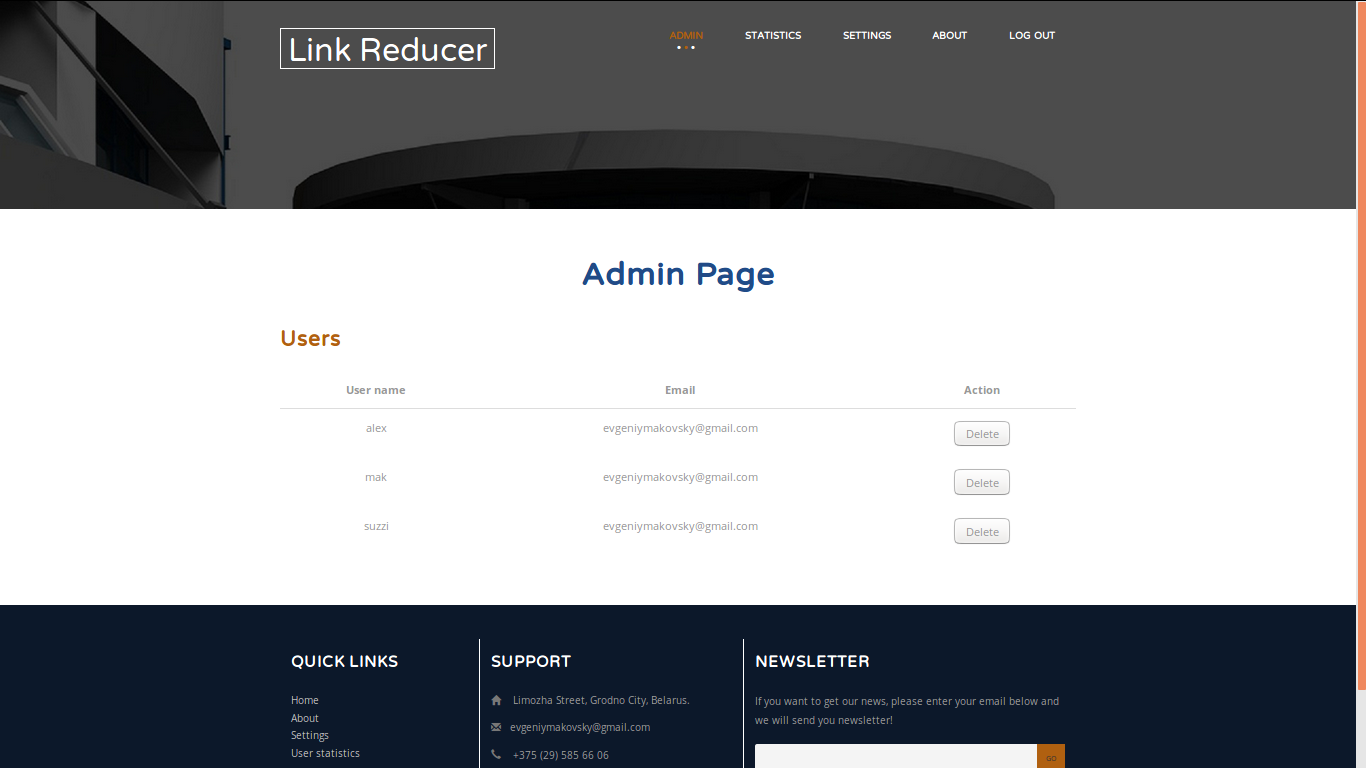 Link Reducer
ADMIN STATISTICS SETTINGS ABOUT LOG OUT
Admin Page
Users
User name Email Action
alex evgeniymakovsky@gmail.com Delete
mak evgeniymakovsky@gmail.com Delete
suzzi evgeniymakovsky@gmail.com Delete
QUICK LINKS
Home
About
Settings
User statistics
SUPPORT
Limozha Street, Grodno City, Belarus.
evgeniymakovsky@gmail.com
+375 (29) 585 66 06
NEWSLETTER
If you want to get our news, please enter your email below and
we will send you newsletter!
GO